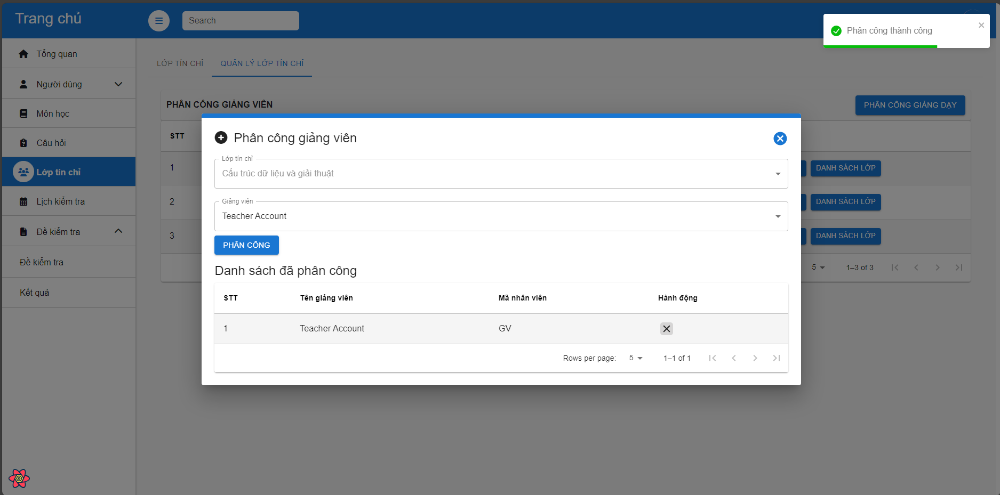 Trang chủ
Search
Phân công thành công
Tổng quan
Người dùng
Môn học
Câu hỏi
Lớp tín chỉ
Lịch kiểm tra
Đề kiểm tra
Đề kiểm tra
Kết quả
LỚP TÍN CHỈ
QUẢN LÝ LỚP TÍN CHỈ
PHÂN CÔNG GIẢNG VIÊN
PHÂN CÔNG GIẢNG DẠY
STT
1
DANH SÁCH LỚP
2
DANH SÁCH LỚP
3
DANH SÁCH LỚP
5
1–3 of 3
Phân công giảng viên
Lớp tín chỉ
Cấu trúc dữ liệu và giải thuật
Giảng viên
Teacher Account
PHÂN CÔNG
Danh sách đã phân công
STT Tên giảng viên Mã nhân viên Hành động
1 Teacher Account GV
Rows per page: 5 1–1 of 1